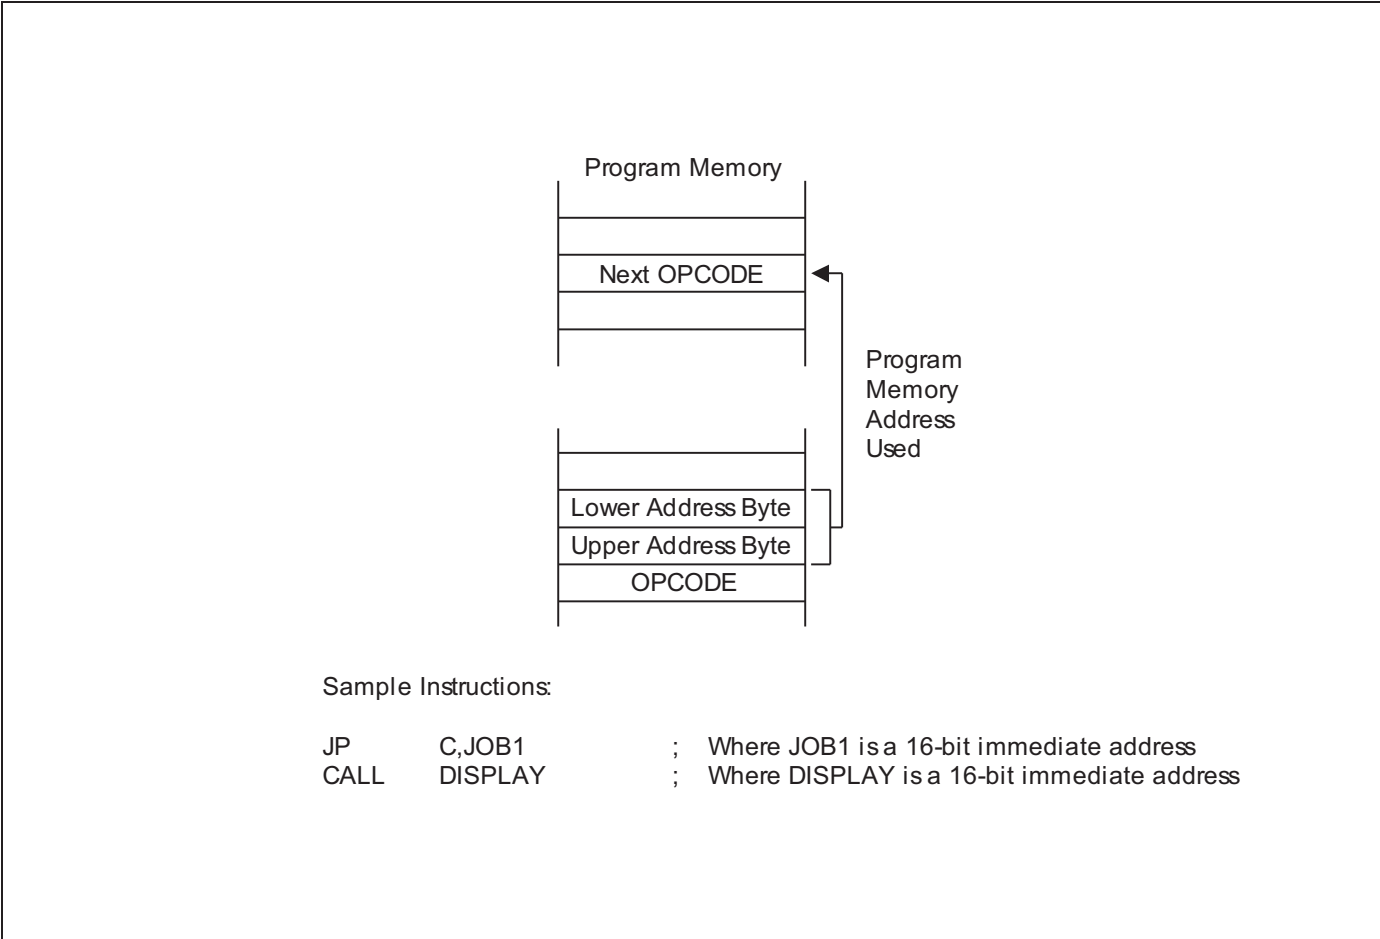 Program Memory
Next OPCODE
Program
Memory
Address
Used
Lower Address Byte
Upper Address Byte
OPCODE
Sample Instructions:
JP C,JOB1 ; Where JOB1 is a 16-bit immediate address
CALL DISPLAY ; Where DISPLAY is a 16-bit immediate address